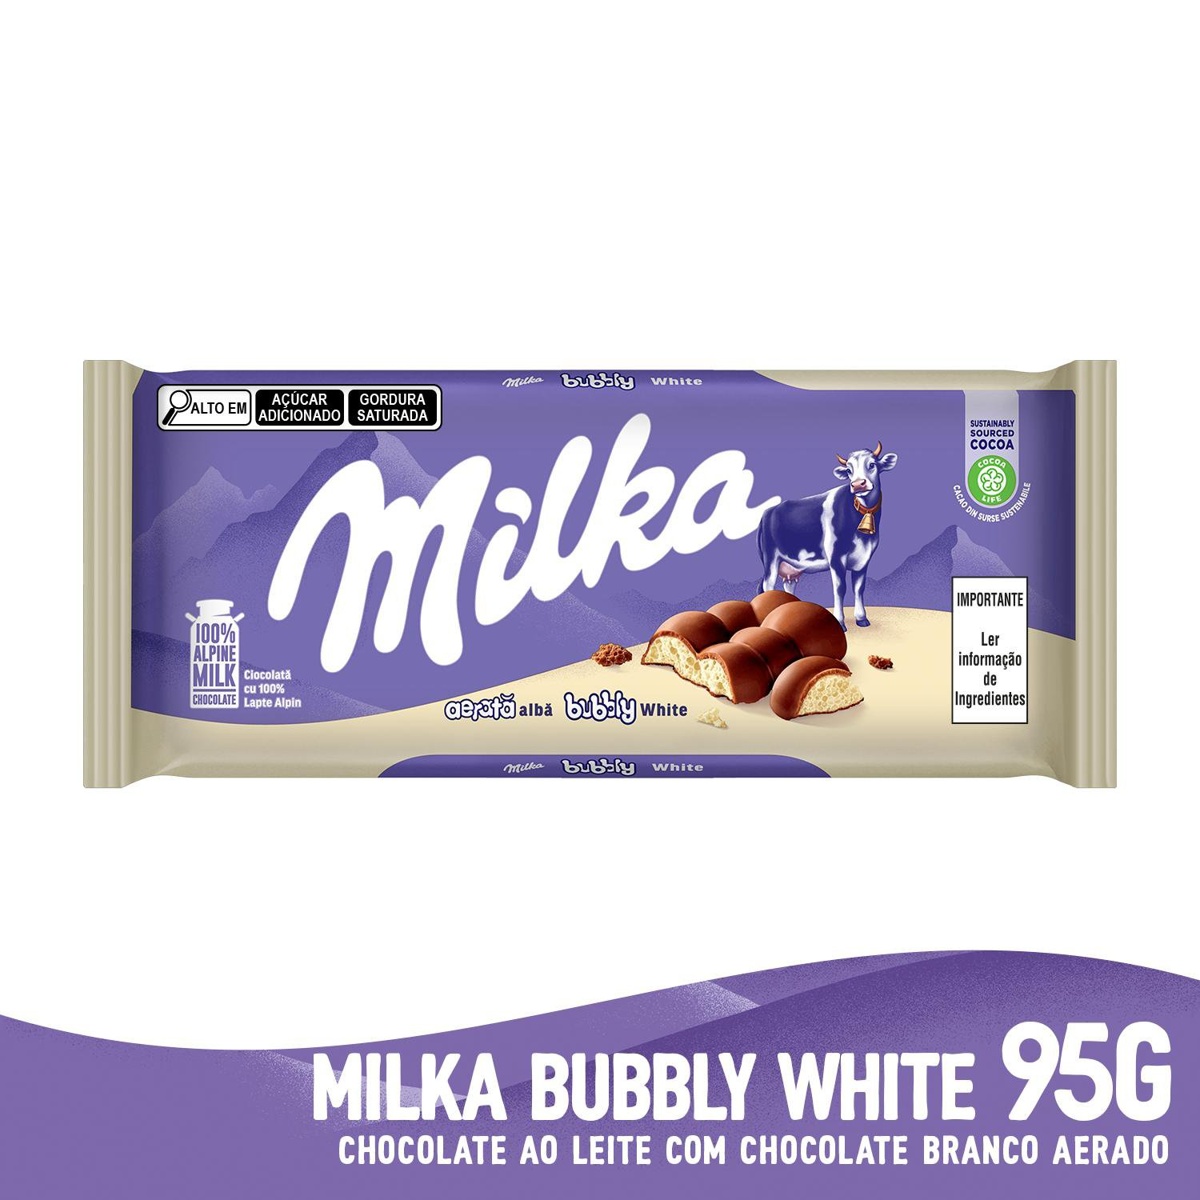 Milka bubbly White
ALTO EM
AÇÚCAR
ADICIONADO
GORDURA
SATURADA
Milka
SUSTAINABLY
SOURCED
COCOA
COCOA
LIFE
CACAO DIN SURSE SUSTENABILE
IMPORTANTE
Ler
informação
de
Ingredientes
100%
ALPINE
MILK
CHOCOLATE
Ciocolată
cu 100%
Lapte Alpin
aerată albă bubbly White
Milka bubbly White
MILKA BUBBLY WHITE 95G
CHOCOLATE AO LEITE COM CHOCOLATE BRANCO AERADO